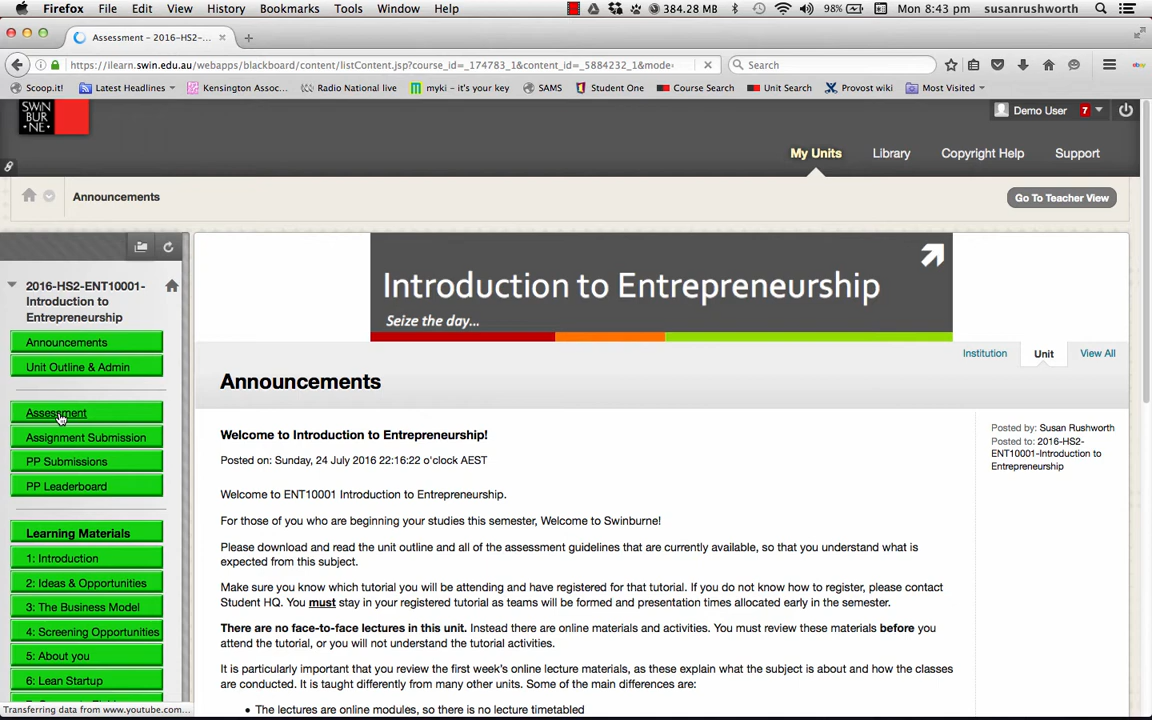 Firefox File Edit View History Bookmarks Tools Window Help 384.28 MB 98% Mon 8:43 pm susanrushworth
Assessment – 2016-HS2-...
https://ilearn.swin.edu.au/webapps/blackboard/content/listContent.jsp?course_id=_174783_1&content_id=_5884232_1&mode= Search
Scoop.it! Latest Headlines Kensington Assoc... Radio National live myki – it's your key SAMS Student One Course Search Unit Search Provost wiki Most Visited
SWIN
BUR
NE
Demo User 7
My Units Library Copyright Help Support
Announcements Go To Teacher View
2016-HS2-ENT10001-
Introduction to
Entrepreneurship
Announcements
Unit Outline & Admin
Assessment
Assignment Submission
PP Submissions
PP Leaderboard
Learning Materials
1: Introduction
2: Ideas & Opportunities
3: The Business Model
4: Screening Opportunities
5: About you
6: Lean Startup
Introduction to Entrepreneurship
Seize the day...
Institution Unit View All
Announcements
Welcome to Introduction to Entrepreneurship!
Posted on: Sunday, 24 July 2016 22:16:22 o'clock AEST
Posted by: Susan Rushworth
Posted to: 2016-HS2-
ENT10001-Introduction to
Entrepreneurship
Welcome to ENT10001 Introduction to Entrepreneurship.
For those of you who are beginning your studies this semester, Welcome to Swinburne!
Please download and read the unit outline and all of the assessment guidelines that are currently available, so that you understand what is
expected from this subject.
Make sure you know which tutorial you will be attending and have registered for that tutorial. If you do not know how to register, please contact
Student HQ. You must stay in your registered tutorial as teams will be formed and presentation times allocated early in the semester.
There are no face-to-face lectures in this unit. Instead there are online materials and activities. You must review these materials before you
attend the tutorial, or you will not understand the tutorial activities.
It is particularly important that you review the first week's online lecture materials, as these explain what the subject is about and how the classes
are conducted. It is taught differently from many other units. Some of the main differences are:
• The lectures are online modules, so there is no lecture timetabled
Transferring data from www.youtube.com...